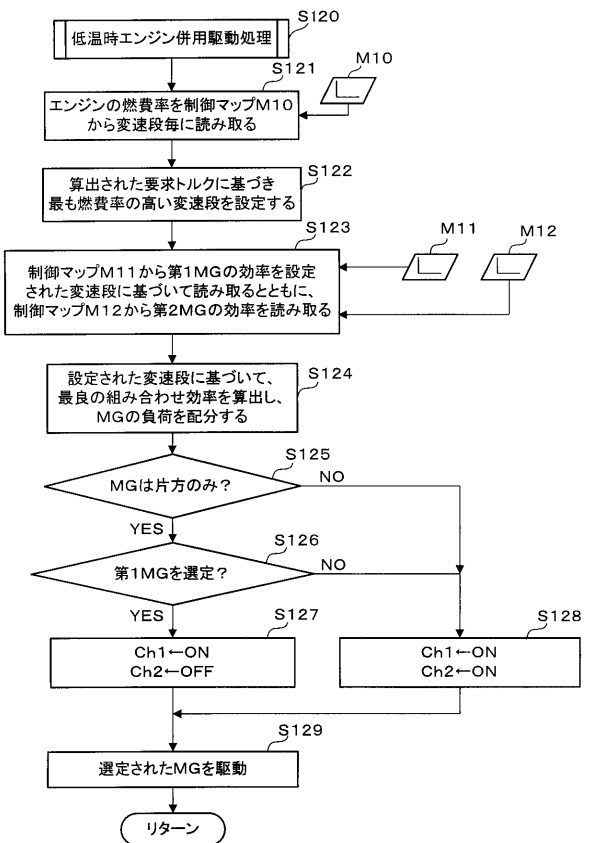 S120
低温時エンジン併用駆動処理
S121
M10
エンジンの燃費率を制御マップM10
から変速段毎に読み取る
S122
算出された要求トルクに基づき
最も燃費率の高い変速段を設定する
S123
M11
M12
制御マップM11から第1MGの効率を設定
された変速段に基づいて読み取るとともに、
制御マップM12から第2MGの効率を読み取る
S124
設定された変速段に基づいて、
最良の組み合わせ効率を算出し、
MGの負荷を配分する
S125
MGは片方のみ?
NO
YES
S126
第1MGを選定?
NO
YES
S127
Ch1←ON
Ch2←OFF
S128
Ch1←ON
Ch2←ON
S129
選定されたMGを駆動
リターン